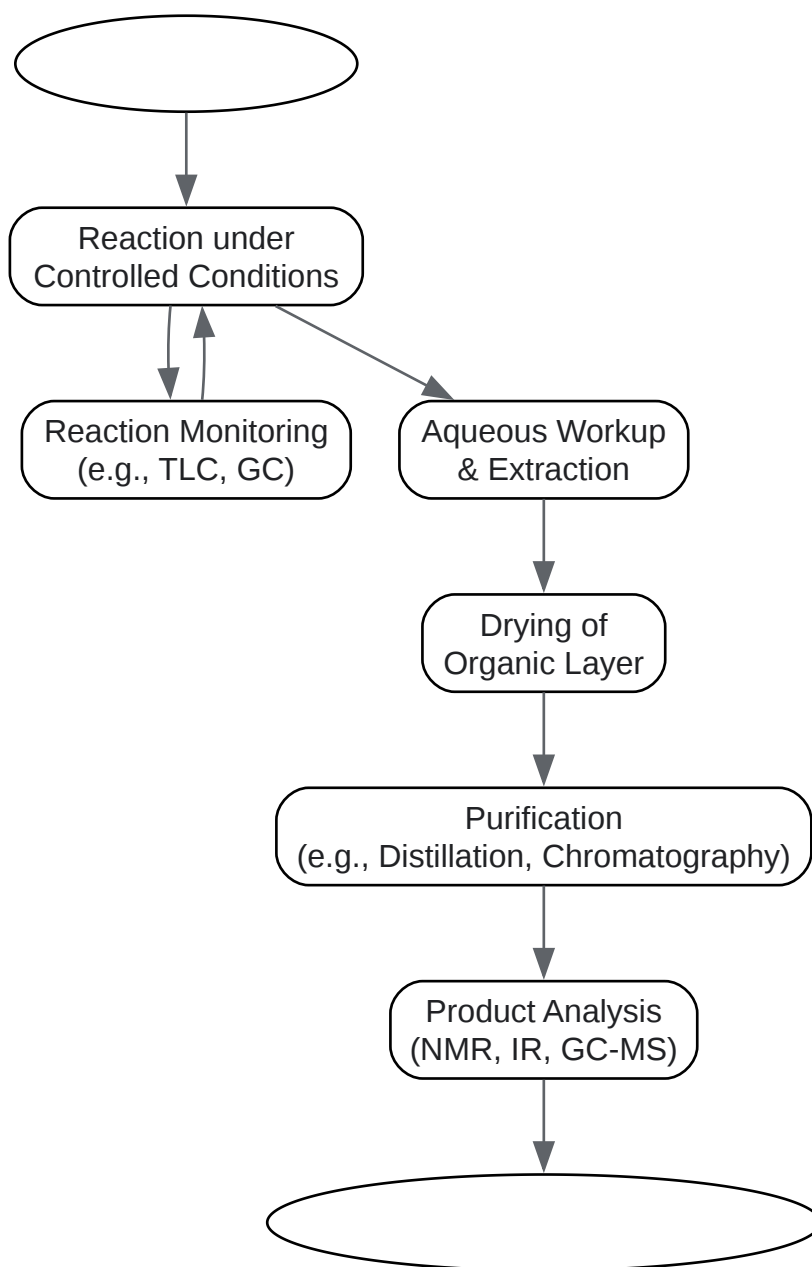 Reaction under
Controlled Conditions
Reaction Monitoring
(e.g., TLC, GC)
Aqueous Workup
& Extraction
Drying of
Organic Layer
Purification
(e.g., Distillation, Chromatography)
Product Analysis
(NMR, IR, GC-MS)